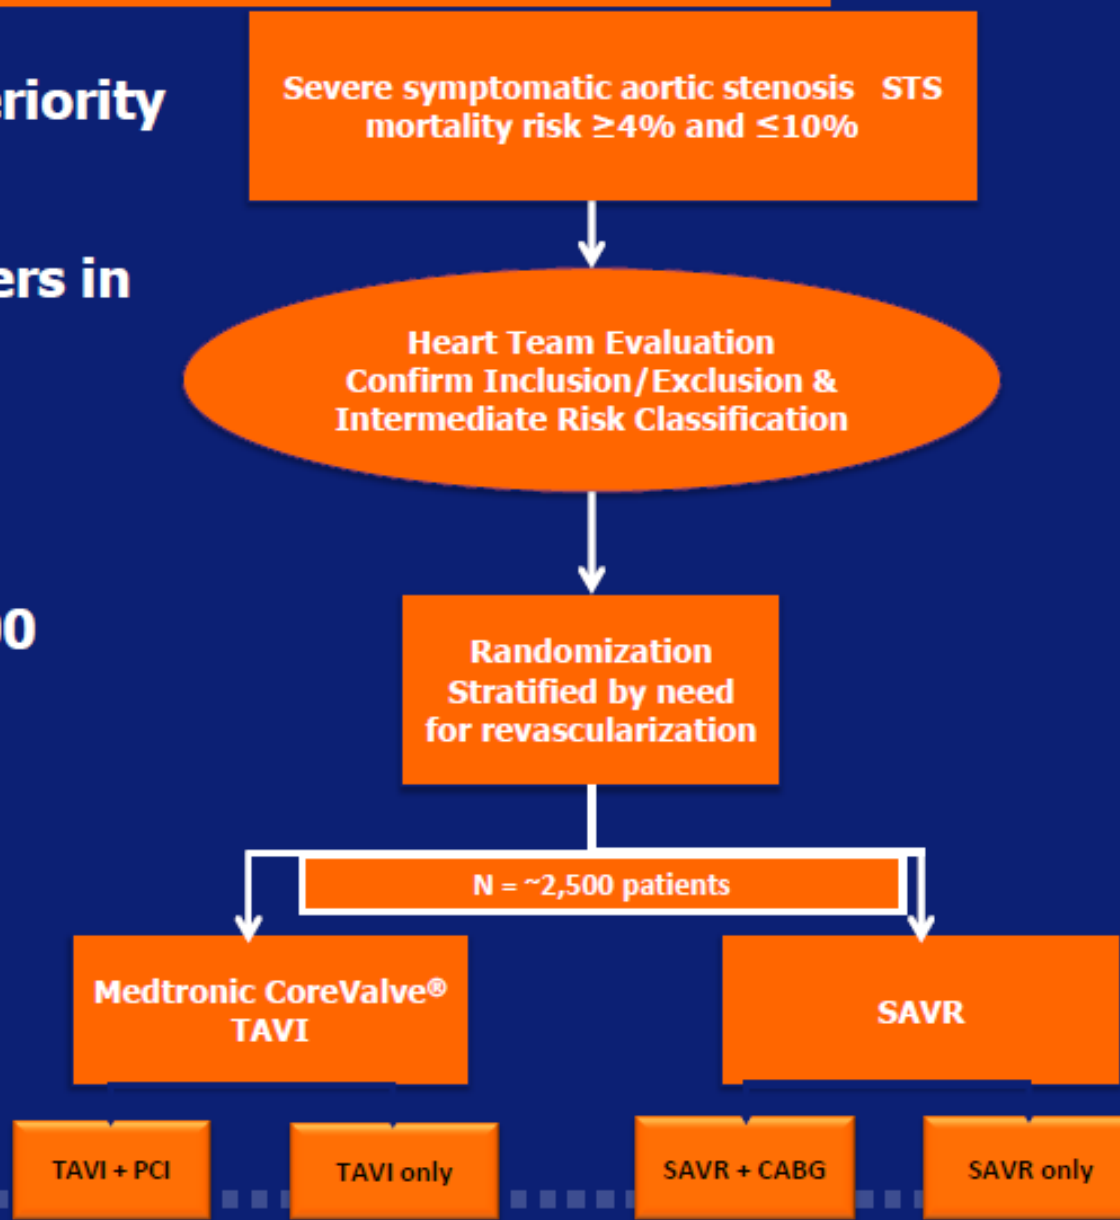 eriority
Severe symptomatic aortic stenosis STS
mortality risk ≥4% and ≤10%
ers in
Heart Team Evaluation
Confirm Inclusion/Exclusion &
Intermediate Risk Classification
00
Randomization
Stratified by need
for revascularization
N = ~2,500 patients
Medtronic CoreValve®
TAVI
SAVR
TAVI + PCI
TAVI only
SAVR + CABG
SAVR only